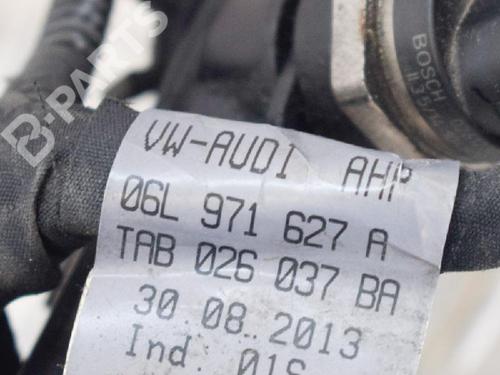 B-PARTS
BOSCH
VW-AUDI AHP
06L 971 627 A
TAB 026 037 BA
30.08.2013
Ind. 01S